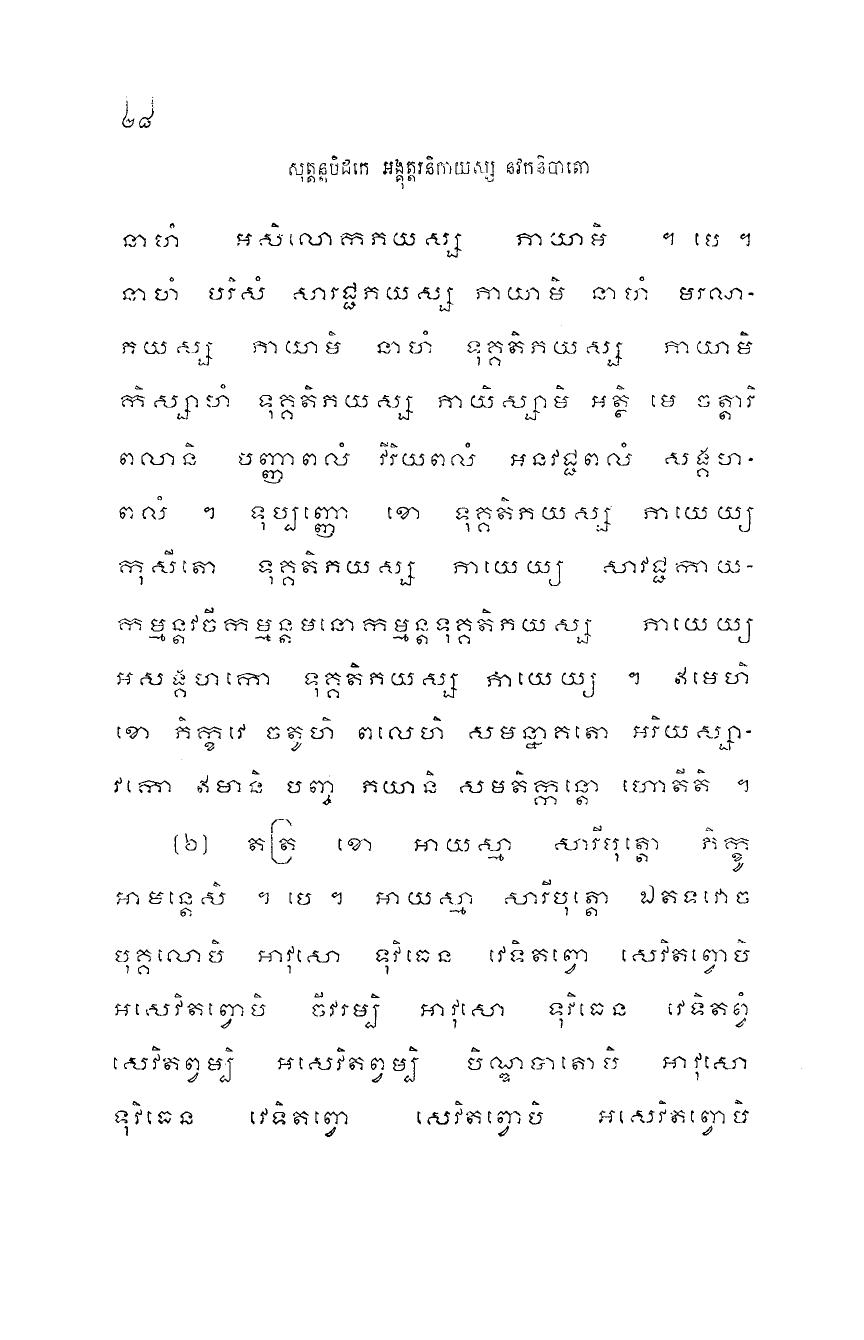 ២៨
សុត្តន្តបិដកេ អង្គុត្តរនិកាយស្ស នវកនិបាតោ
នាហំ អសិលោកភយស្ស ភាយាមិ ។ បេ ។
នាហំ បរិសំ សារជ្ជភយស្ស ភាយាមិ នាហំ មរណ-
ភយស្ស ភាយាមិ នាហំ ទុគ្គតិភយស្ស ភាយាមិ
កិស្សាហំ ទុគ្គតិភយស្ស ភាយិស្សាមិ អត្ថិ មេ ចត្តារិ
ពលានិ បញ្ញាពលំ វីរិយពលំ អនវជ្ជពលំ សង្គហ-
ពលំ ។ ទុប្បញ្ញោ ខោ ទុគ្គតិភយស្ស ភាយេយ្យ
កុសីតោ ទុគ្គតិភយស្ស ភាយេយ្យ សាវជ្ជកាយ-
កម្មន្តវចីកម្មន្តមនោកម្មន្តទុគ្គតិភយស្ស ភាយេយ្យ
អសង្គហកោ ទុគ្គតិភយស្ស ភាយេយ្យ ។ ឥមេហិ
ខោ ភិក្ខវេ ចតូហិ ពលេហិ សមន្នាគតោ អរិយស្សា-
វកោ ឥមានិ បញ្ច ភយានិ សមតិក្កន្តោ ហោតីតិ ។
(៦) តត្រ ខោ អាយស្មា សារីបុត្តោ ភិក្ខូ
អាមន្តេសិ ។ បេ ។ អាយស្មា សារីបុត្តោ ឯតទវោច
បុគ្គលោបិ អាវុសោ ទុវិធេន វេទិតព្វោ សេវិតព្វោបិ
អសេវិតព្វោបិ ចីវរម្បិ អាវុសោ ទុវិធេន វេទិតព្វំ
សេវិតព្វម្បិ អសេវិតព្វម្បិ បិណ្ឌបាតោបិ អាវុសោ
ទុវិធេន វេទិតព្វោ សេវិតព្វោបិ អសេវិតព្វោបិ